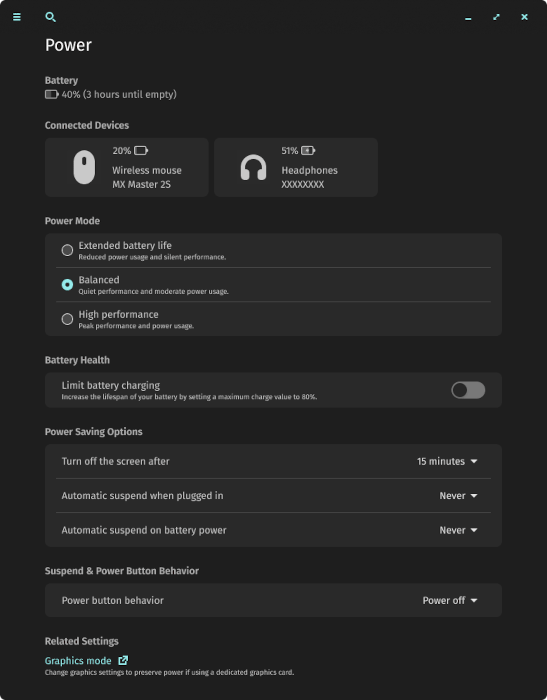 Power
Battery
40% (3 hours until empty)
Connected Devices
20%
Wireless mouse
MX Master 2S
51%
Headphones
XXXXXXXX
Power Mode
Extended battery life
Reduced power usage and silent performance.
Balanced
Quiet performance and moderate power usage.
High performance
Peak performance and power usage.
Battery Health
Limit battery charging
Increase the lifespan of your battery by setting a maximum charge value to 80%.
Power Saving Options
Turn off the screen after 15 minutes
Automatic suspend when plugged in Never
Automatic suspend on battery power Never
Suspend & Power Button Behavior
Power button behavior Power off
Related Settings
Graphics mode
Change graphics settings to preserve power if using a dedicated graphics card.